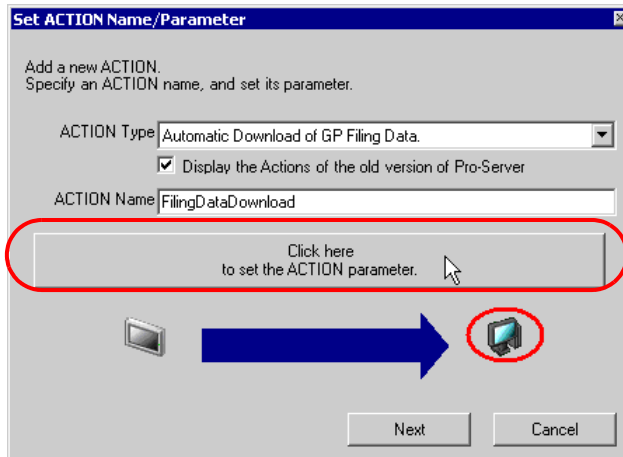 Set ACTION Name/Parameter
Add a new ACTION.
Specify an ACTION name, and set its parameter.
ACTION Type Automatic Download of GP Filing Data.
Display the Actions of the old version of Pro-Server
ACTION Name FilingDataDownload
Click here
to set the ACTION parameter.
Next Cancel